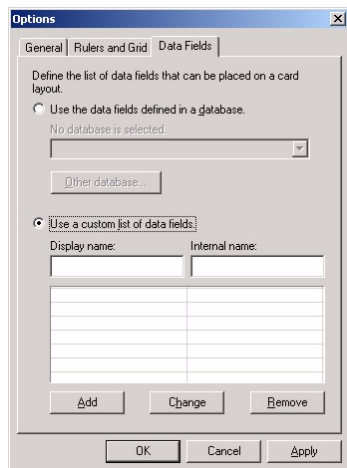 Options
General Rulers and Grid Data Fields
Define the list of data fields that can be placed on a card
layout.
Use the data fields defined in a database.
No database is selected.
Other database...
Use a custom list of data fields.
Display name: Internal name:
Add Change Remove
OK Cancel Apply